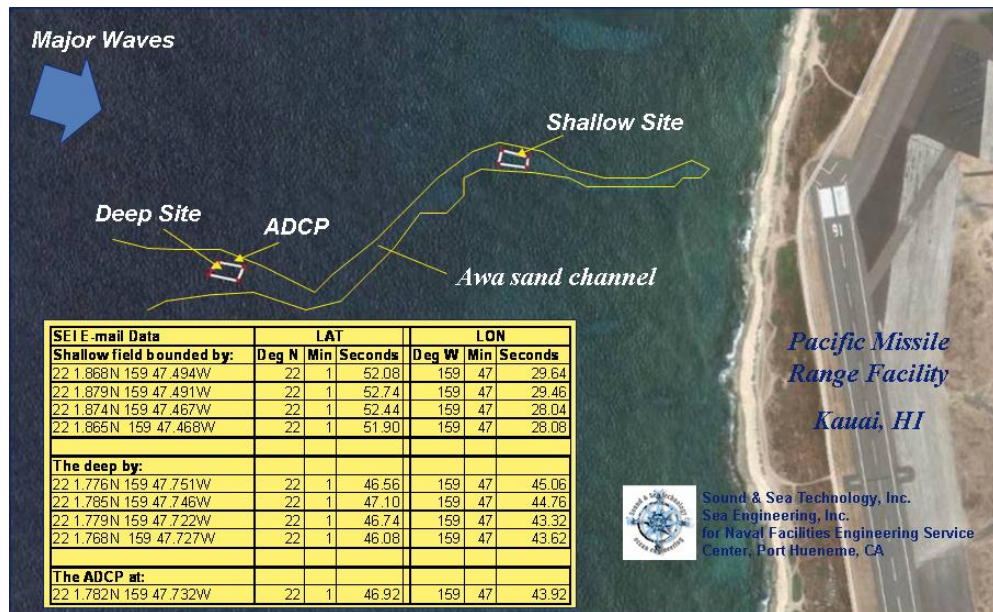 Major Waves
Shallow Site
Deep Site
ADCP
Awa sand channel
SEI E-mail Data LAT LON
Shallow field bounded by: Deg N Min Seconds Deg W Min Seconds
22 1.868N 159 47.494W 22 1 52.08 159 47 29.64
22 1.879N 159 47.491W 22 1 52.74 159 47 29.46
22 1.874N 159 47.467W 22 1 52.44 159 47 28.04
22 1.865N 159 47.468W 22 1 51.90 159 47 28.08
The deep by:
22 1.776N 159 47.751W 22 1 46.56 159 47 45.06
22 1.785N 159 47.746W 22 1 47.10 159 47 44.76
22 1.779N 159 47.722W 22 1 46.74 159 47 43.32
22 1.768N 159 47.727W 22 1 46.08 159 47 43.62
The ADCP at:
22 1.782N 159 47.732W 22 1 46.92 159 47 43.92
16
Pacific Missile
Range Facility
Kauai, HI
Sound & Sea Technology
ocean engineering
Sound & Sea Technology, Inc.
Sea Engineering, Inc.
for Naval Facilities Engineering Service
Center, Port Hueneme, CA